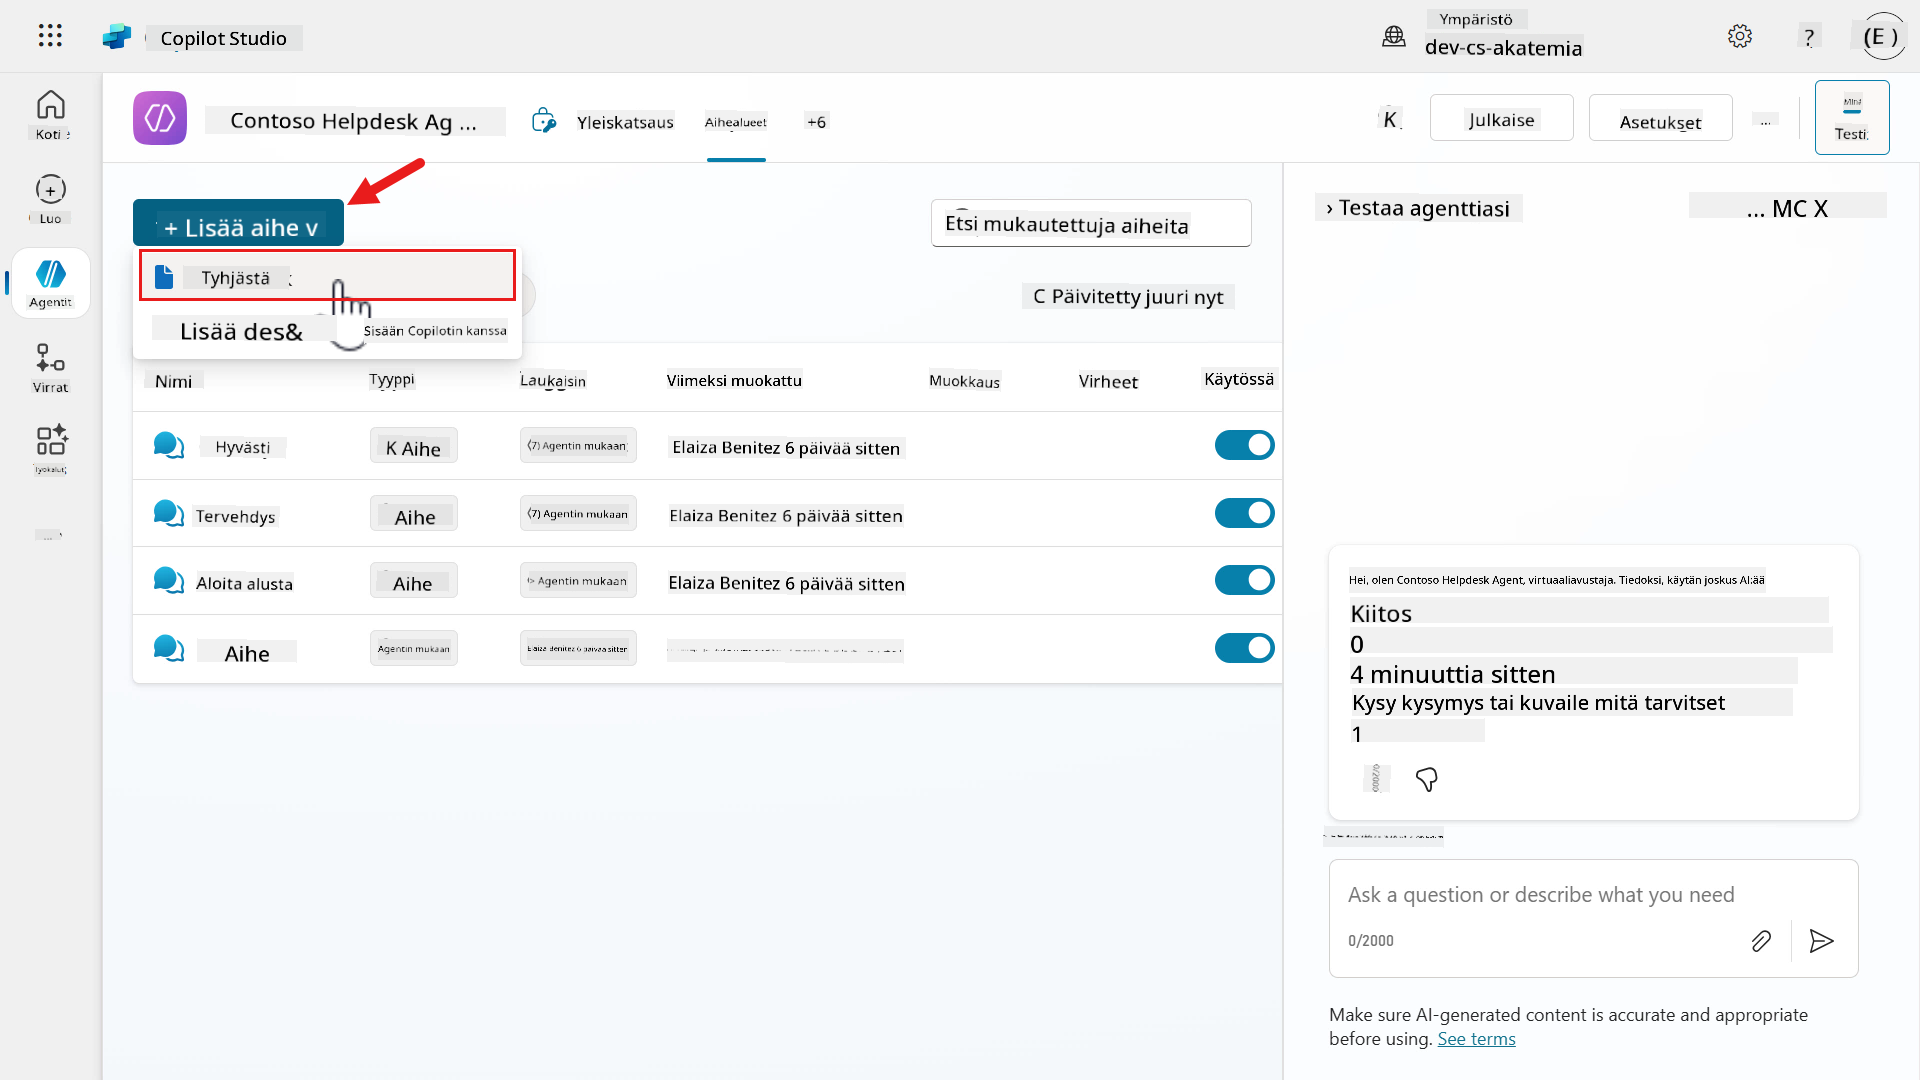 Copilot Studio
Ympäristö
dev-cs-akatemia
?
(E )
Koti
Luo
Agentit
Virrat
Työkalut
Contoso Helpdesk Ag ...
Yleiskatsaus
Aihealueet
+6
K
Julkaise
Asetukset
...
Testi
+ Lisää aihe v
Etsi mukautettuja aiheita
Tyhjästä
Lisää des&
Sisään Copilotin kanssa
C Päivitetty juuri nyt
Nimi
Tyyppi
Laukaisin
Viimeksi muokattu
Muokkaus
Virheet
Käytössä
Hyvästi
K Aihe
(7) Agentin mukaan
Elaiza Benitez 6 päivää sitten
Tervehdys
Aihe
(7) Agentin mukaan
Elaiza Benitez 6 päivää sitten
Aloita alusta
Aihe
Agentin mukaan
Elaiza Benitez 6 päivää sitten
Aihe
Agentin mukaan
Elaiza Benitez 6 päivää sitten
› Testaa agenttiasi
... MC X
Hei, olen Contoso Helpdesk Agent, virtuaaliavustaja. Tiedoksi, käytän joskus AI:ää
Kiitos
0
4 minuuttia sitten
Kysy kysymys tai kuvaile mitä tarvitset
1
0/2000
Ask a question or describe what you need
0/2000
Make sure AI-generated content is accurate and appropriate
before using. See terms